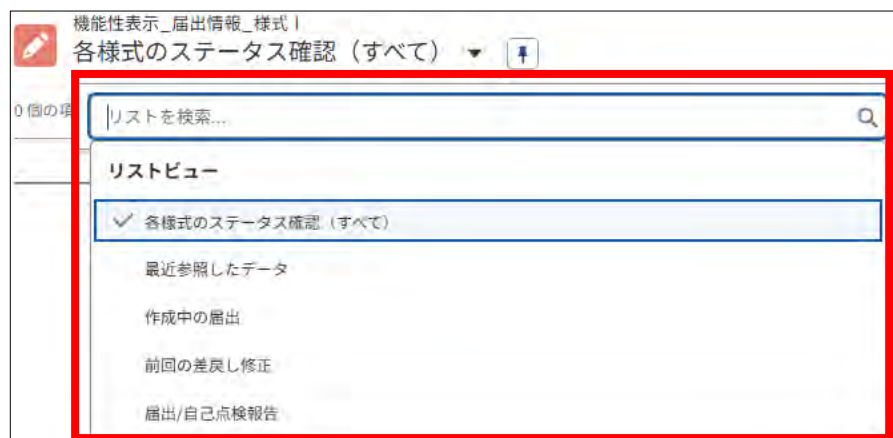 機能性表示_届出情報_様式Ⅰ
各様式のステータス確認（すべて）
0 個の項
リストを検索...
リストビュー
各様式のステータス確認（すべて）
最近参照したデータ
作成中の届出
前回の差戻し修正
届出/自己点検報告